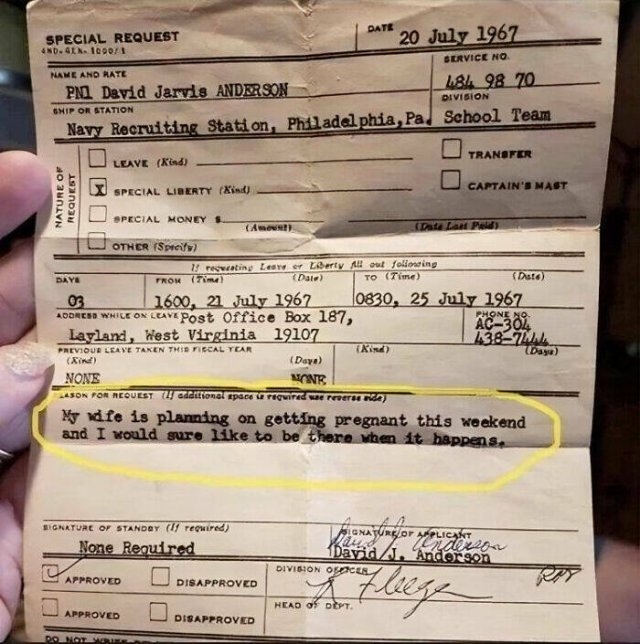 SPECIAL REQUEST
DATE 20 July 1967
SERVICE NO.
NAME AND RATE
PN1 David Jarvis ANDERSON 484 98 70
SHIP OR STATION DIVISION
Navy Recruiting Station, Philadelphia, Pa. School Team
NATURE OF REQUEST
LEAVE (Kind) TRANSFER
X SPECIAL LIBERTY (Kind) CAPTAIN'S MAST
SPECIAL MONEY $ (Amount) (Date Last Paid)
OTHER (Specify)
If requesting Leave or Liberty fill out following
DAYS FROM (Time) (Date) TO (Time) (Date)
03 1600, 21 July 1967 0830, 25 July 1967
ADDRESS WHILE ON LEAVE Post Office Box 187, PHONE NO.
AC-304
Layland, West Virginia 19107 438-7444
PREVIOUS LEAVE TAKEN THIS FISCAL YEAR
(Kind) (Days) (Kind) (Days)
NONE NONE
REASON FOR REQUEST (If additional space is required use reverse side)
My wife is planning on getting pregnant this weekend
and I would sure like to be there when it happens.
SIGNATURE OF STANDBY (If required) SIGNATURE OF APPLICANT
David J. Anderson
None Required David J. Anderson
DIVISION OFFICER
APPROVED DISAPPROVED
HEAD OF DEPT.
APPROVED DISAPPROVED
DO NOT WRITE